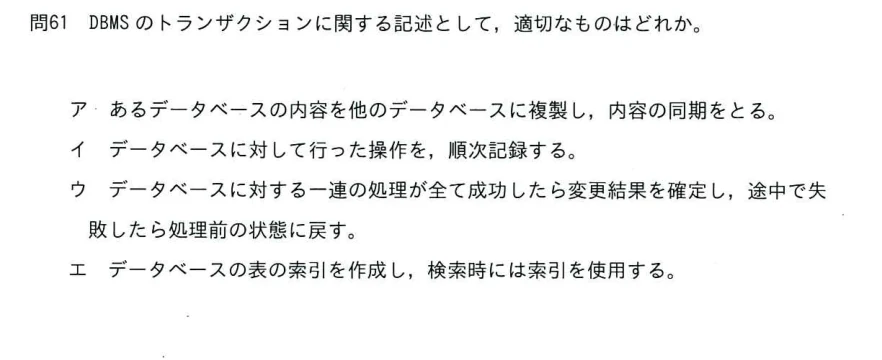 問61 DBMSのトランザクションに関する記述として，適切なものはどれか。
ア あるデータベースの内容を他のデータベースに複製し，内容の同期をとる。
イ データベースに対して行った操作を，順次記録する。
ウ データベースに対する一連の処理が全て成功したら変更結果を確定し，途中で失
敗したら処理前の状態に戻す。
エ データベースの表の索引を作成し，検索時には索引を使用する。